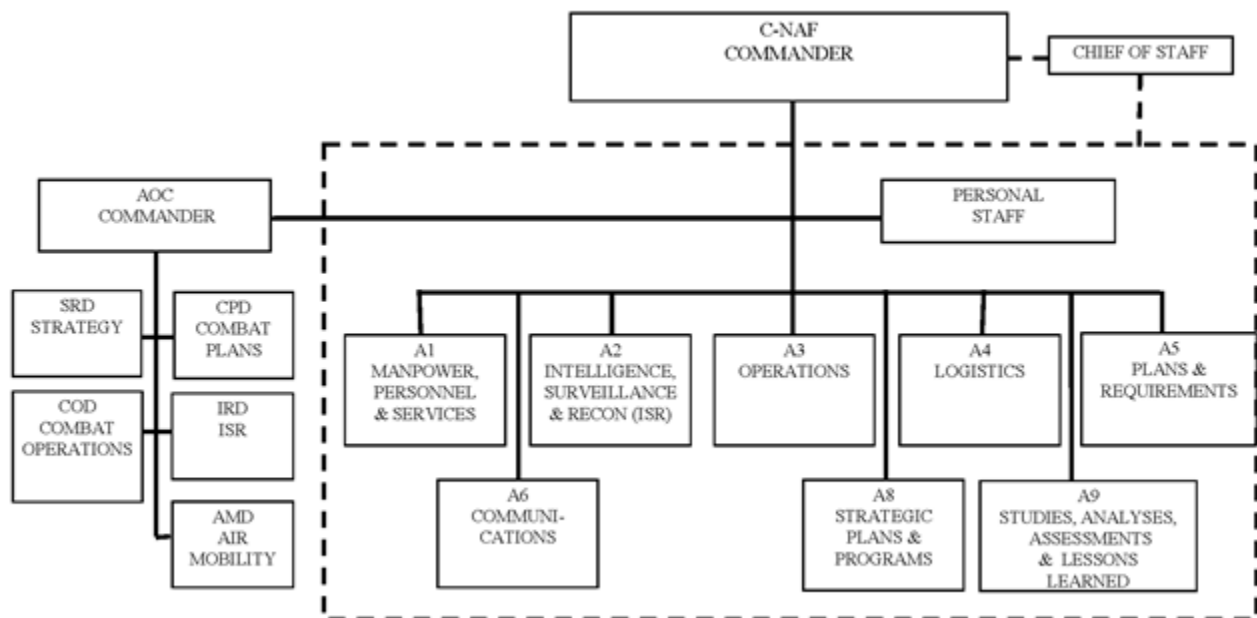 C-NAF
COMMANDER
CHIEF OF STAFF
AOC
COMMANDER
PERSONAL
STAFF
SRD
STRATEGY
CPD
COMBAT
PLANS
COD
COMBAT
OPERATIONS
IRD
ISR
AMD
AIR
MOBILITY
A1
MANPOWER,
PERSONNEL
& SERVICES
A2
INTELLIGENCE,
SURVEILLANCE
& RECON (ISR)
A3
OPERATIONS
A4
LOGISTICS
A5
PLANS &
REQUIREMENTS
A6
COMMUNI-
CATIONS
A8
STRATEGIC
PLANS &
PROGRAMS
A9
STUDIES, ANALYSES,
ASSESSMENTS
& LESSONS
LEARNED